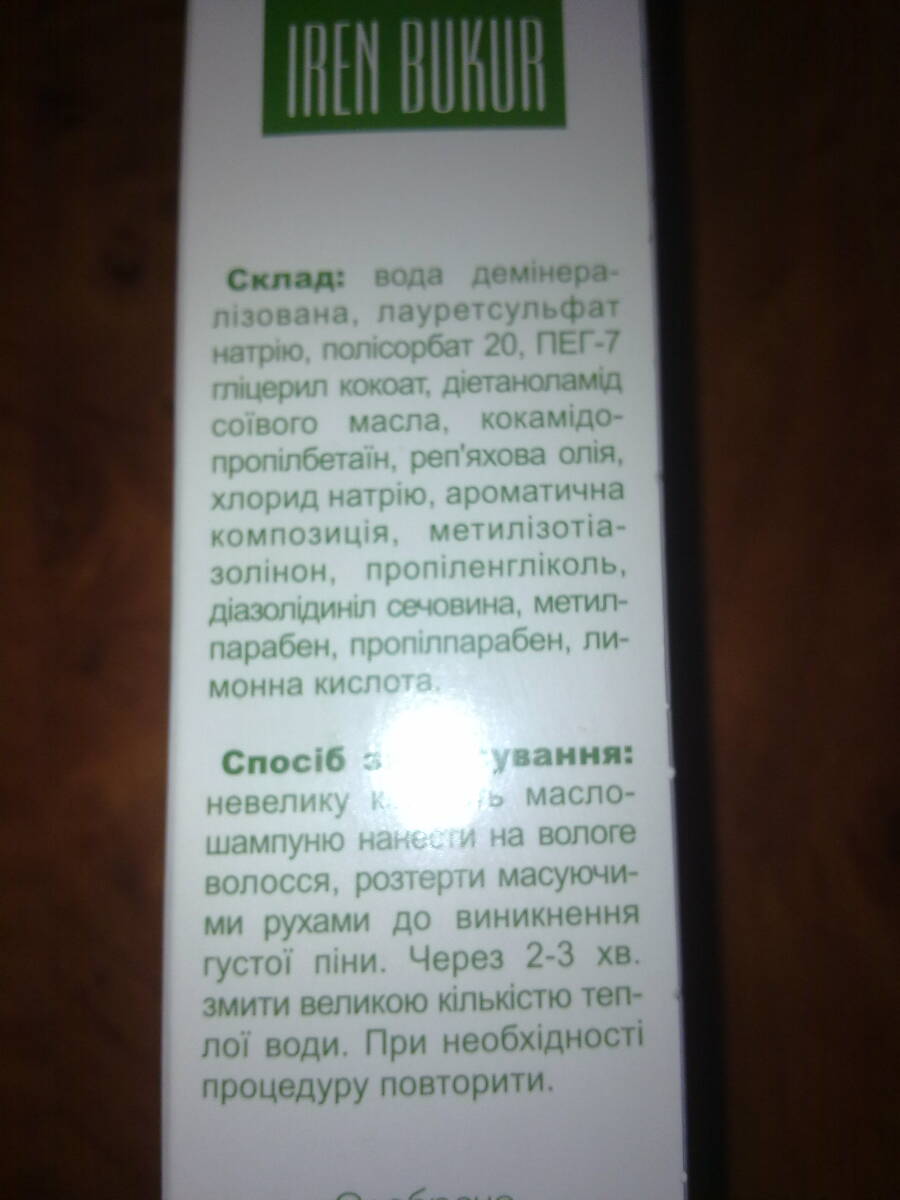 IREN BUKUR
Склад: вода демінера-
лізована, лауретсульфат
натрію, полісорбат 20, ПЕГ-7
гліцерил кокоат, діетаноламід
соївого масла, кокамідо-
пропілбетаїн, реп'яхова олія,
хлорид натрію, ароматична
композиція, метилізотіа-
золінон, пропіленгліколь,
діазолідиніл сечовина, метил-
парабен, пропілпарабен, ли-
монна кислота.
Спосіб
невелику масло-
шампуню нанести на вологе
волосся, розтерти масуючи-
ми рухами до виникнення
густої піни. Через 2-3 хв.
змити великою кількістю теп-
лої води. При необхідності
процедуру повторити.